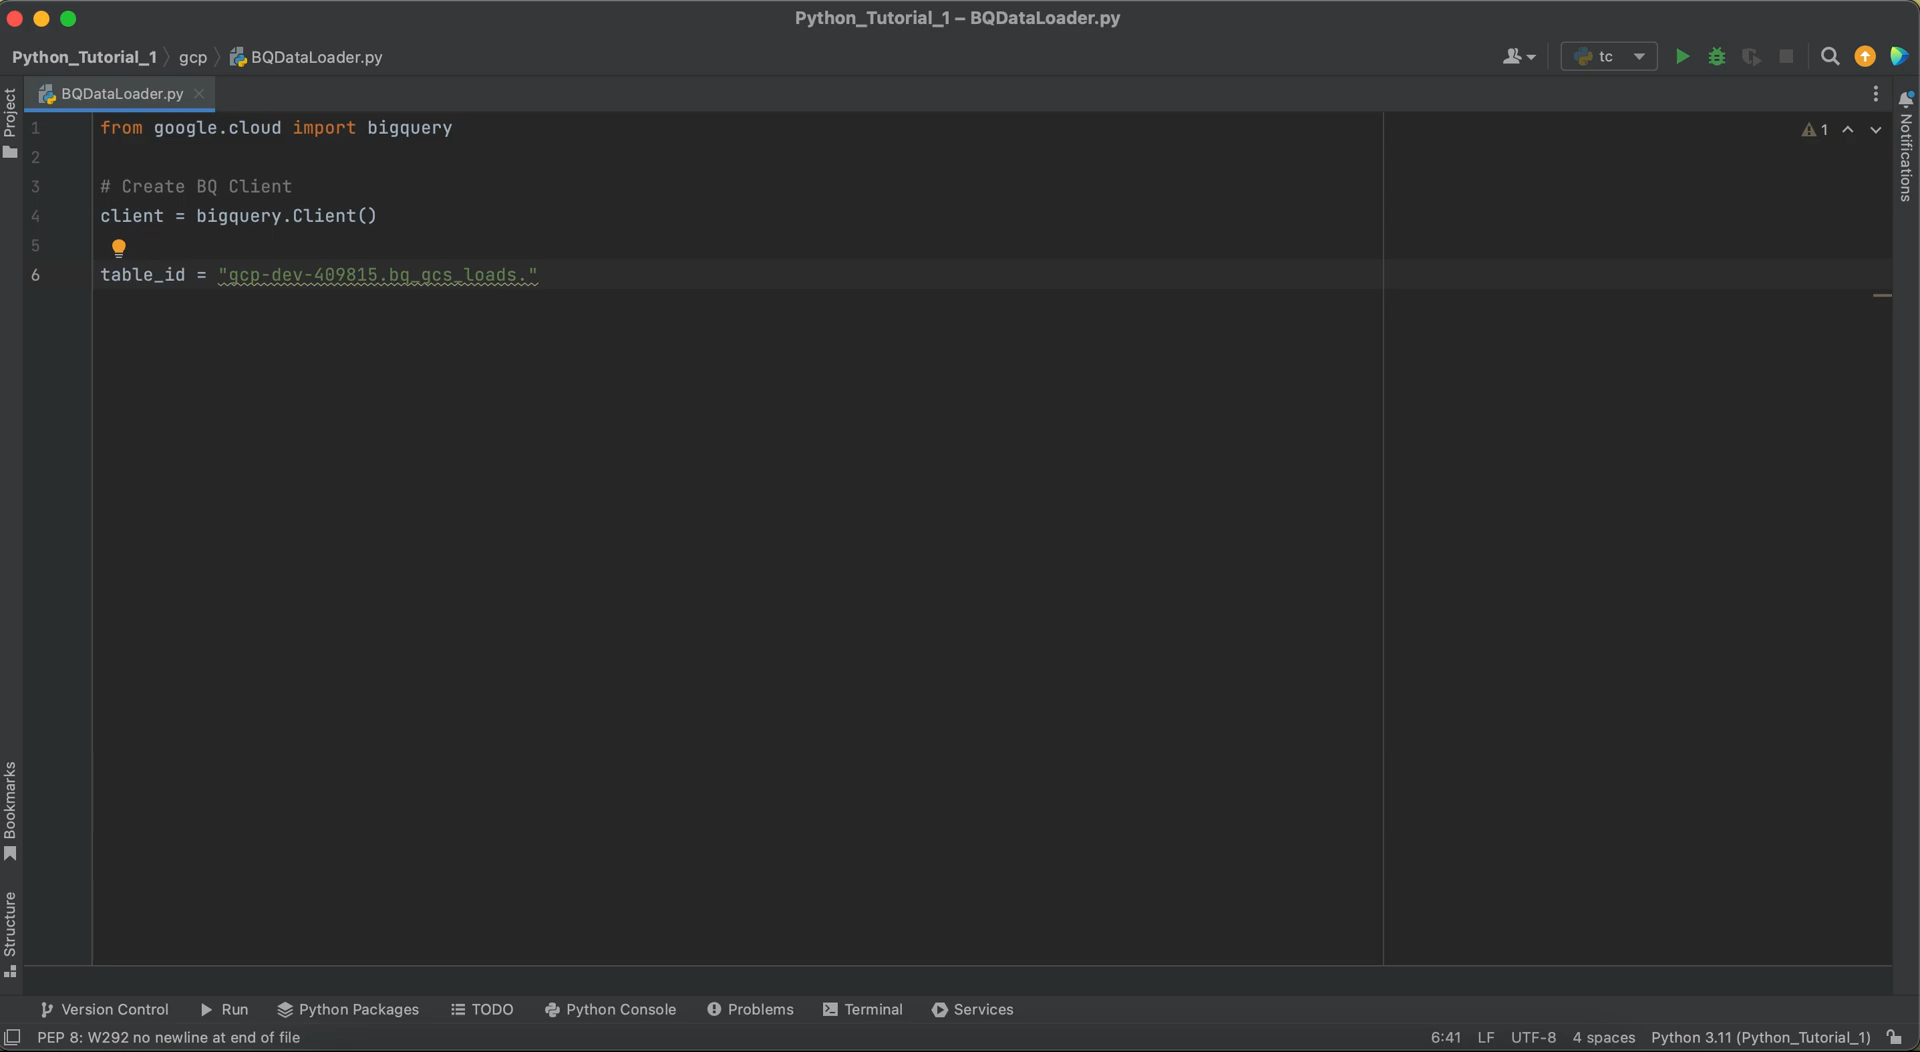 Python_Tutorial_1 – BQDataLoader.py
Python_Tutorial_1 gcp BQDataLoader.py
tc
BQDataLoader.py
Project
Notifications
1
1 from google.cloud import bigquery
2
3 # Create BQ Client
4 client = bigquery.Client()
5
6 table_id = "gcp-dev-409815.bq_gcs_loads."
Bookmarks
Structure
Version Control Run Python Packages TODO Python Console Problems Terminal Services
PEP 8: W292 no newline at end of file 6:41 LF UTF-8 4 spaces Python 3.11 (Python_Tutorial_1)